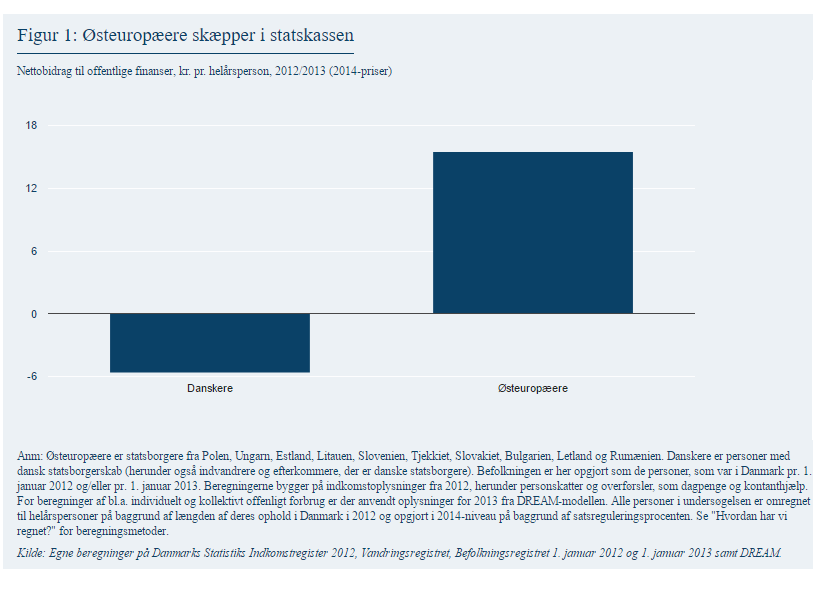 Figur 1: Østeuropæere skæpper i statskassen
Nettobidrag til offentlige finanser, kr. pr. helårsperson, 2012/2013 (2014-priser)
18
12
6
0
-6
Danskere
Østeuropæere
Anm: Østeuropæere er statsborgere fra Polen, Ungarn, Estland, Litauen, Slovenien, Tjekkiet, Slovakiet, Bulgarien, Letland og Rumænien. Danskere er personer med
dansk statsborgerskab (herunder også indvandrere og efterkommere, der er danske statsborgere). Befolkningen er her opgjort som de personer, som var i Danmark pr. 1.
januar 2012 og/eller pr. 1. januar 2013. Beregningerne bygger på indkomstoplysninger fra 2012, herunder personskatter og overførsler, som dagpenge og kontanthjælp.
For beregninger af bl.a. individuelt og kollektivt offentligt forbrug er der anvendt oplysninger for 2013 fra DREAM-modellen. Alle personer i undersøgelsen er omregnet
til helårspersoner på baggrund af længden af deres ophold i Danmark i 2012 og opgjort i 2014-niveau på baggrund af satsreguleringsprocenten. Se "Hvordan har vi
regnet?" for beregningsmetoder.
Kilde: Egne beregninger på Danmarks Statistiks Indkomstregister 2012, Vandringsregistret, Befolkningsregistret 1. januar 2012 og 1. januar 2013 samt DREAM.